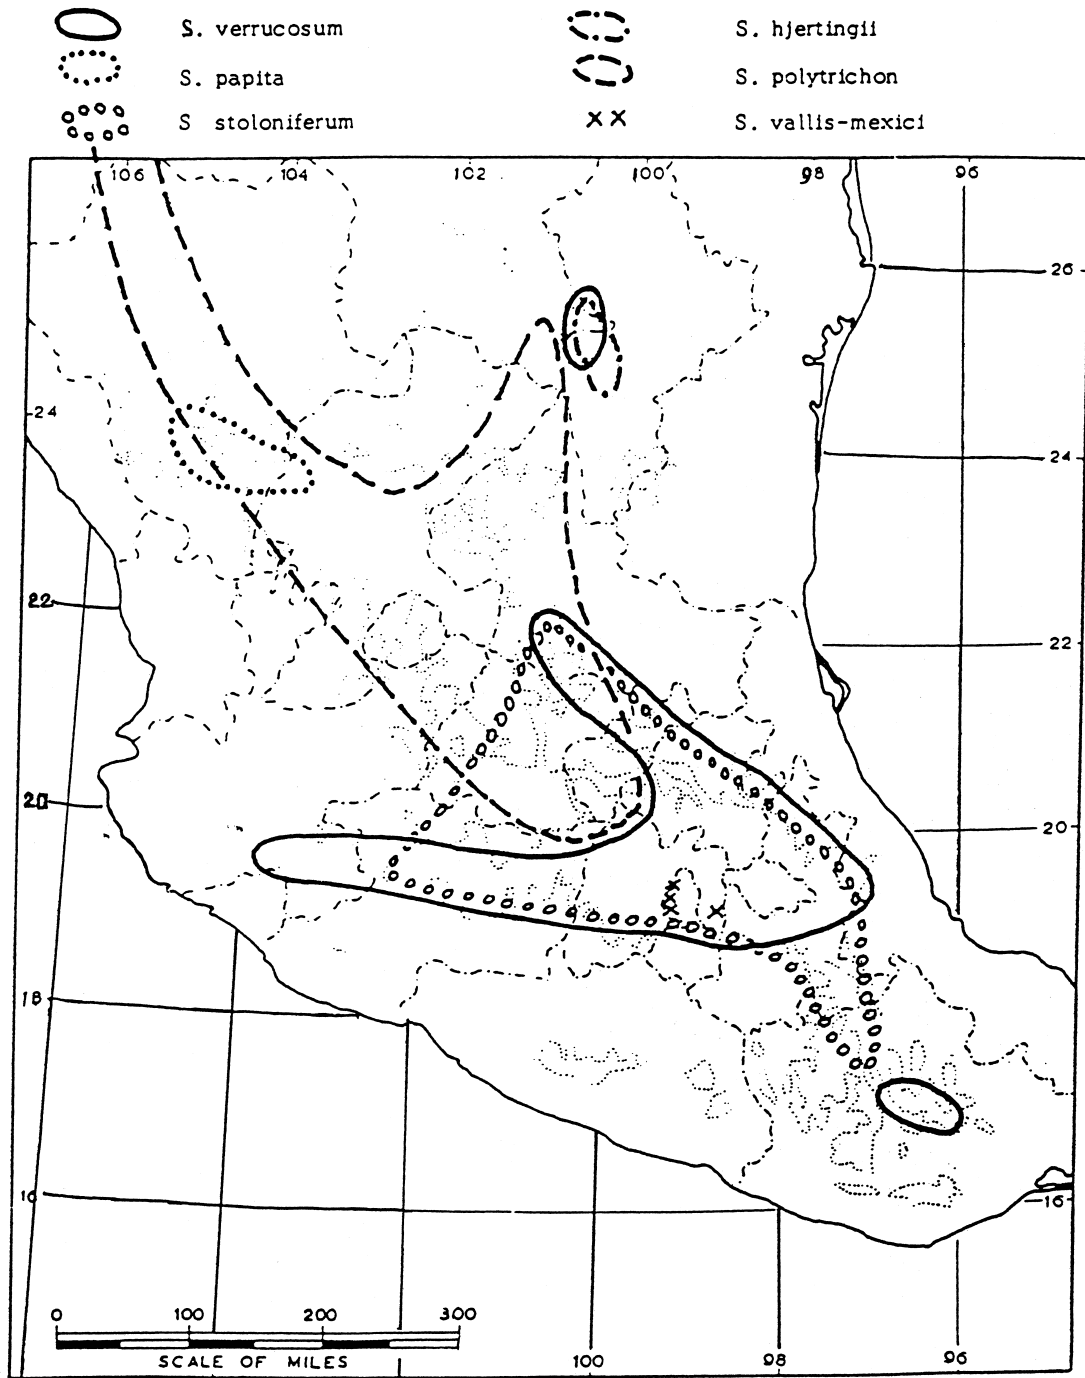 S. verrucosum
S. hjertingii
S. papita
S. polytrichon
S stoloniferum
×× S. vallis-mexici
106 104 102 100 98 96
26
24
24
22
22
20
20
18
16
16
0 100 200 300
SCALE OF MILES
100 98 96